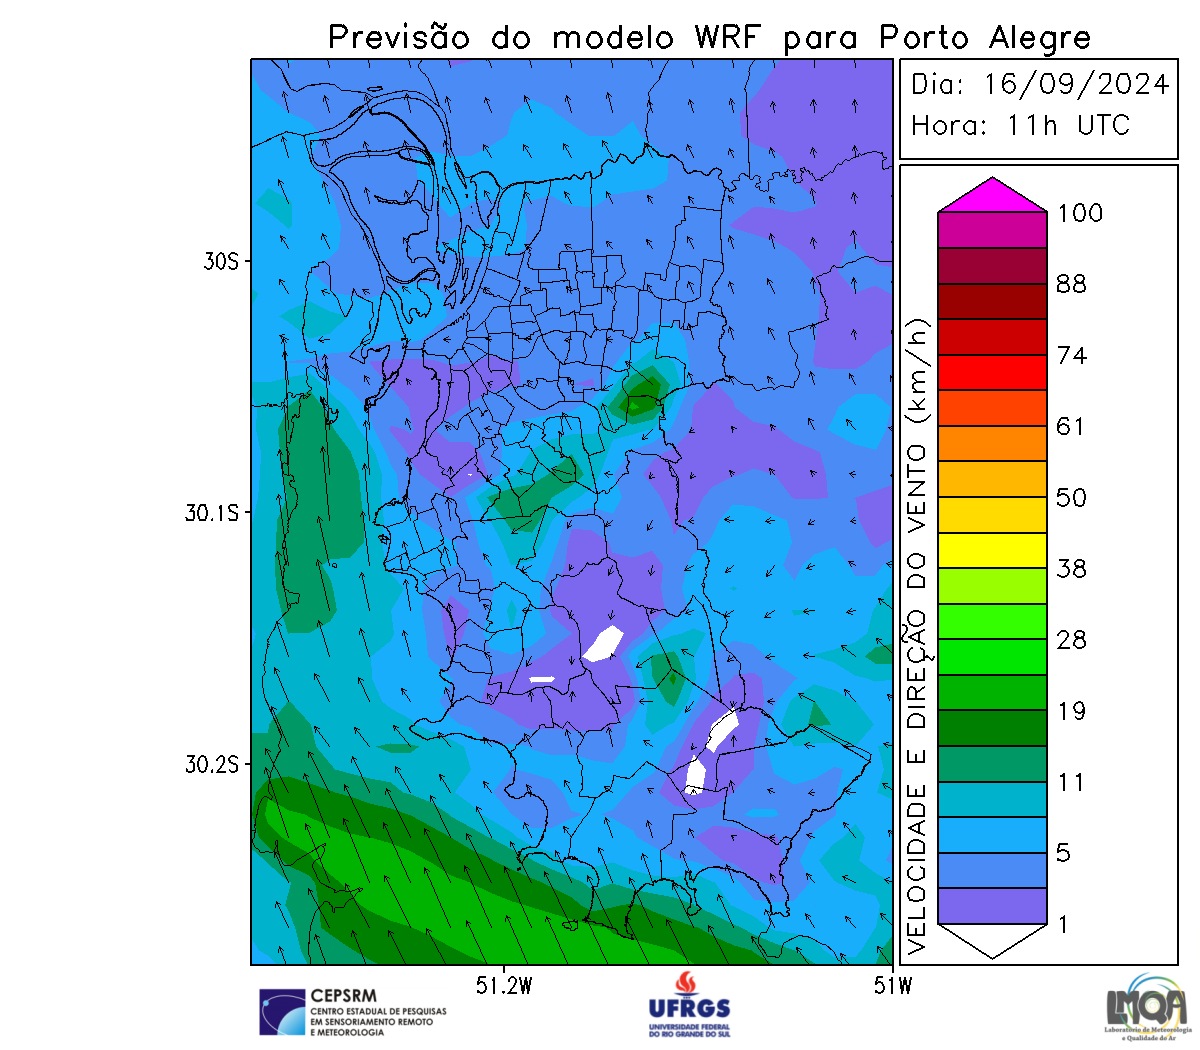 Previsão do modelo WRF para Porto Alegre
Dia: 16/09/2024
Hora: 11h UTC
100
88
74
61
50
38
28
19
11
5
1
VELOCIDADE E DIREÇÃO DO VENTO (km/h)
30S
30.1S
30.2S
51.2W
51W
CEPSRM
CENTRO ESTADUAL DE PESQUISAS
EM SENSORIAMENTO REMOTO
E METEOROLOGIA
UFRGS
UNIVERSIDADE FEDERAL
DO RIO GRANDE DO SUL
LMQA
Laboratório de Meteorologia
e Qualidade do Ar